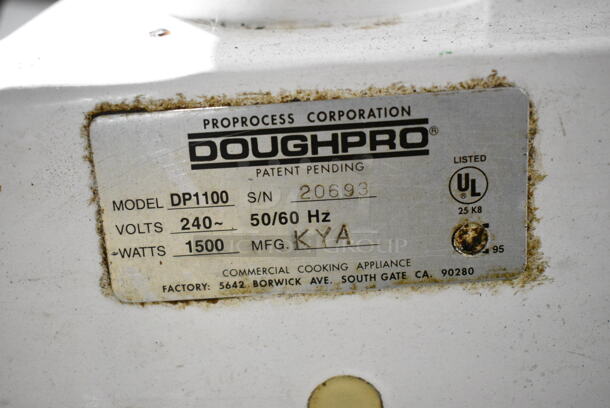 PROPROCESS CORPORATION
DOUGHPRO®
PATENT PENDING
MODEL DP1100 S/N 20693
VOLTS 240~ 50/60 Hz
WATTS 1500 MFG. KYA
LISTED
UL
®
25 K8
95
COMMERCIAL COOKING APPLIANCE
FACTORY: 5642 BORWICK AVE. SOUTH GATE CA. 90280